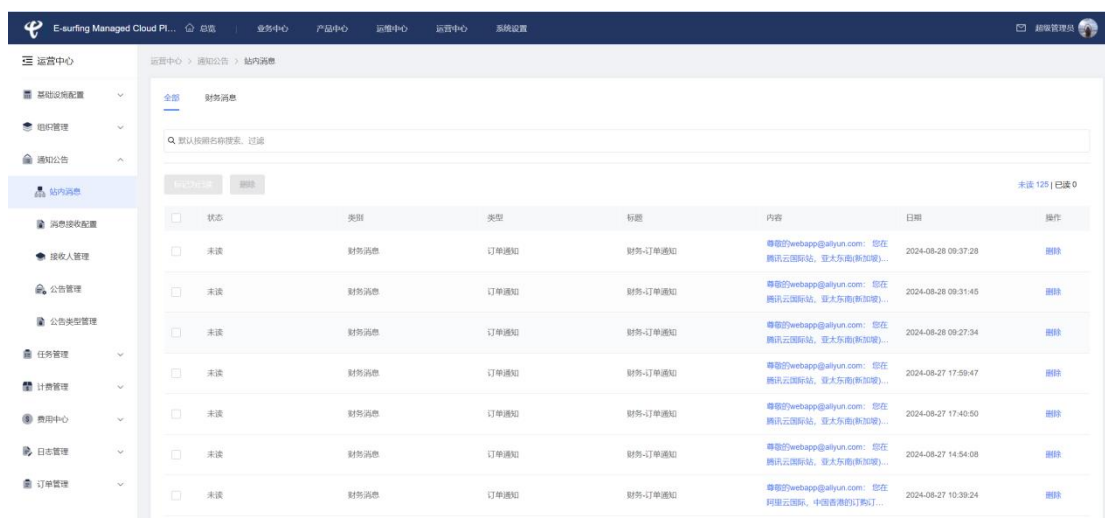 E-surfing Managed Cloud Pl... 总览 业务中心 产品中心 运维中心 运营中心 系统设置 超级管理员
运营中心
运营中心 > 通知公告 > 站内消息
基础设施配置
组织管理
通知公告
站内消息
消息接收配置
接收人管理
公告管理
公告类型管理
任务管理
计费管理
费用中心
日志管理
订单管理
全部 财务消息
默认按照名称搜索、过滤
标记为已读 删除 未读 125 | 已读 0
状态 类别 类型 标题 内容 日期 操作
未读 财务消息 订单通知 财务-订单通知 尊敬的webapp@aliyun.com: 您在 2024-08-28 09:37:28 删除
腾讯云国际站、亚太东南(新加坡)...
未读 财务消息 订单通知 财务-订单通知 尊敬的webapp@aliyun.com: 您在 2024-08-28 09:31:45 删除
腾讯云国际站、亚太东南(新加坡)...
未读 财务消息 订单通知 财务-订单通知 尊敬的webapp@aliyun.com: 您在 2024-08-28 09:27:34 删除
腾讯云国际站、亚太东南(新加坡)...
未读 财务消息 订单通知 财务-订单通知 尊敬的webapp@aliyun.com: 您在 2024-08-27 17:59:47 删除
腾讯云国际站、亚太东南(新加坡)...
未读 财务消息 订单通知 财务-订单通知 尊敬的webapp@aliyun.com: 您在 2024-08-27 17:40:50 删除
腾讯云国际站、亚太东南(新加坡)...
未读 财务消息 订单通知 财务-订单通知 尊敬的webapp@aliyun.com: 您在 2024-08-27 14:54:08 删除
腾讯云国际站、亚太东南(新加坡)...
未读 财务消息 订单通知 财务-订单通知 尊敬的webapp@aliyun.com: 您在 2024-08-27 10:39:24 删除
阿里云国际、中国香港的订购订...